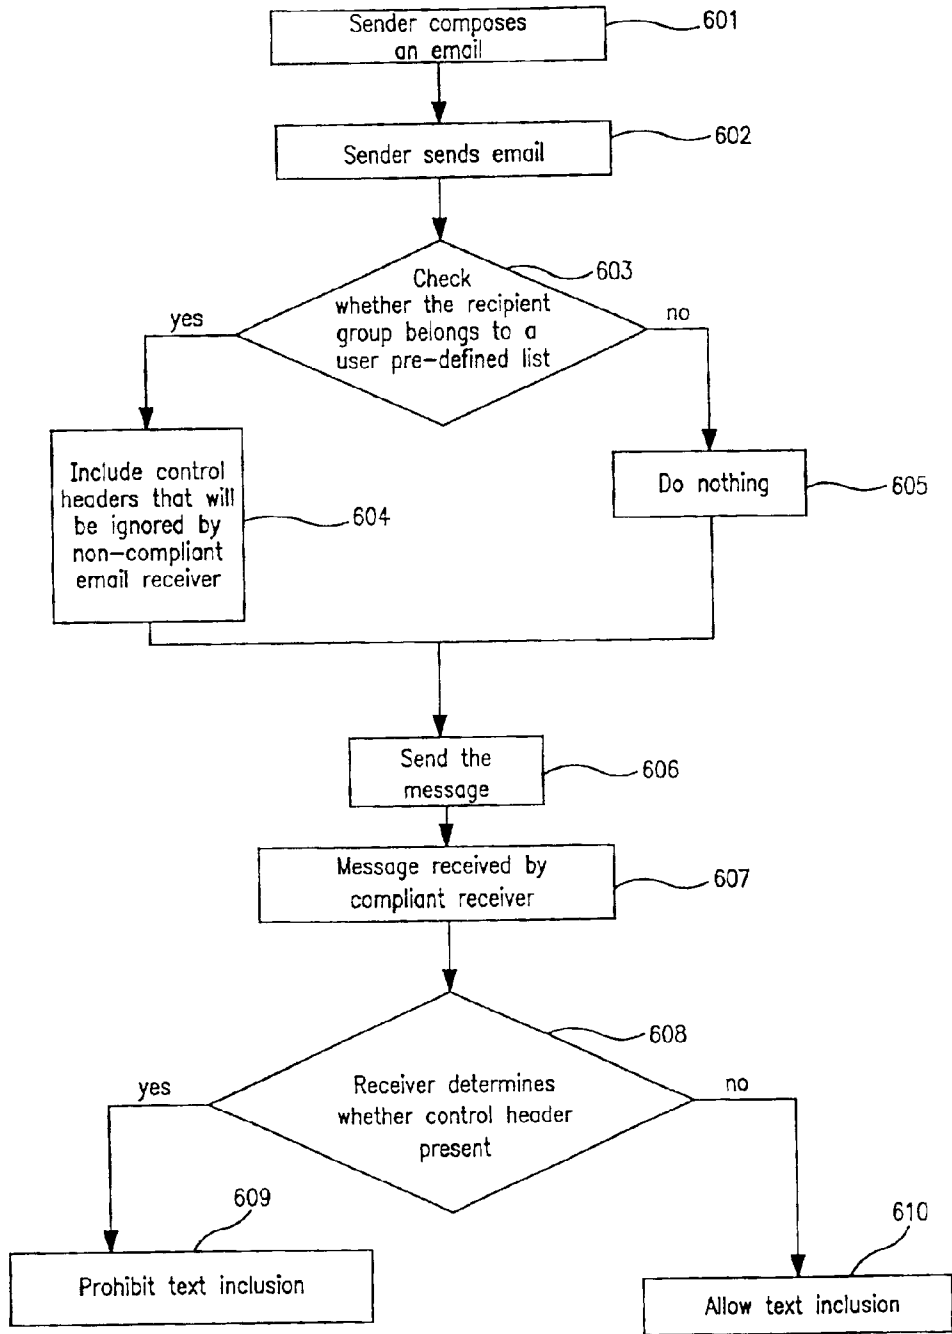 Sender composes
an email
601
Sender sends email
602
Check
whether the recipient
group belongs to a
user pre-defined list
603
yes
no
Include control
headers that will
be ignored by
non-compliant
email receiver
604
Do nothing
605
Send the
message
606
Message received by
compliant receiver
607
608
Receiver determines
whether control header
present
yes
no
609
Prohibit text inclusion
610
Allow text inclusion